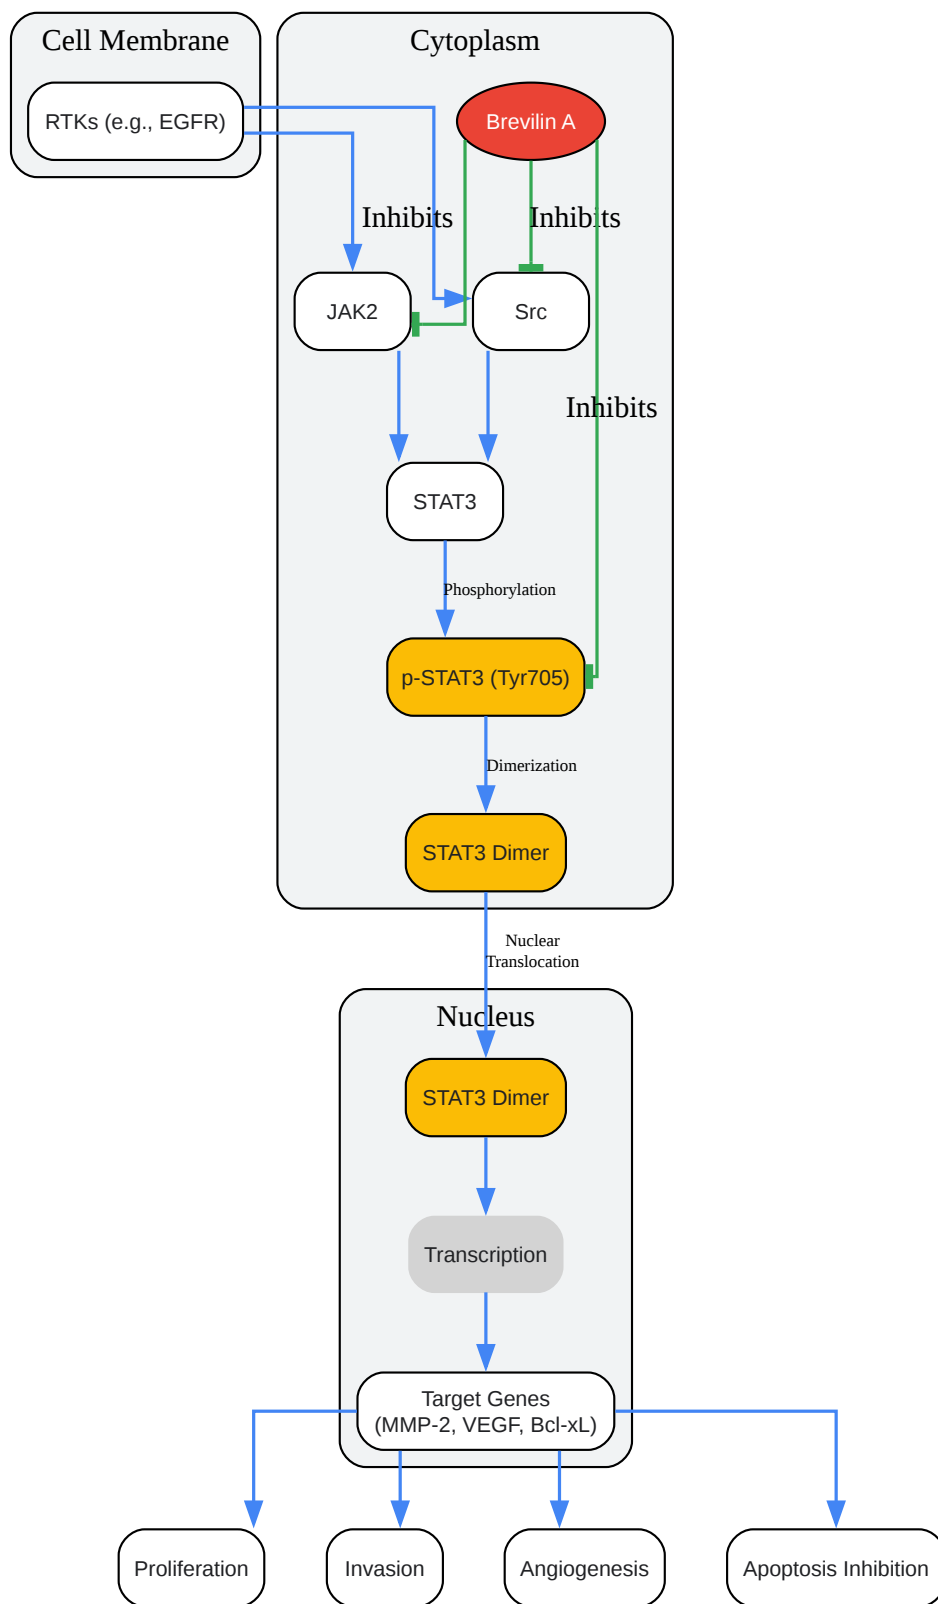 Cell Membrane
Cytoplasm
RTKs (e.g., EGFR)
Brevilin A
Inhibits
Inhibits
JAK2
Src
Inhibits
STAT3
Phosphorylation
p-STAT3 (Tyr705)
Dimerization
STAT3 Dimer
Nuclear
Translocation
Nucleus
STAT3 Dimer
Transcription
Target Genes
(MMP-2, VEGF, Bcl-xL)
Proliferation
Invasion
Angiogenesis
Apoptosis Inhibition